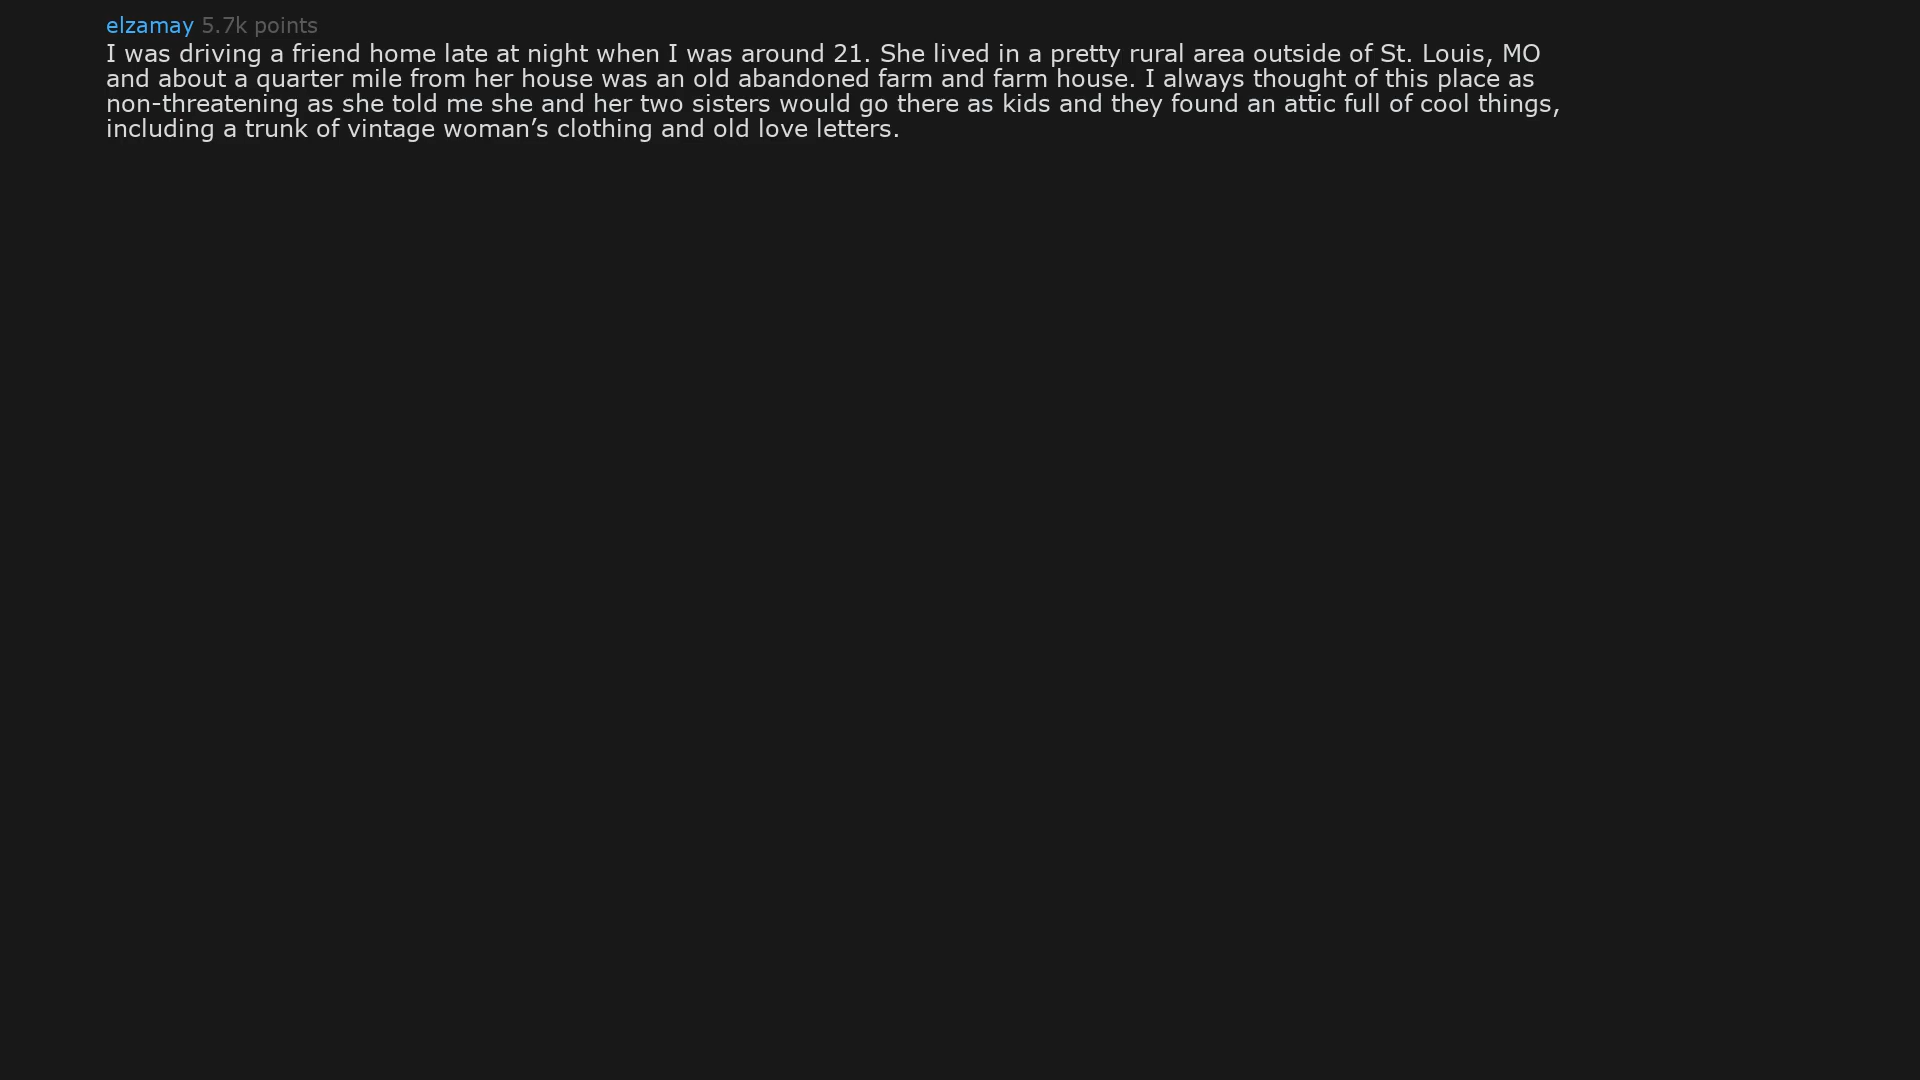 elzamay 5.7k points
I was driving a friend home late at night when I was around 21. She lived in a pretty rural area outside of St. Louis, MO
and about a quarter mile from her house was an old abandoned farm and farm house. I always thought of this place as
non-threatening as she told me she and her two sisters would go there as kids and they found an attic full of cool things,
including a trunk of vintage woman’s clothing and old love letters.